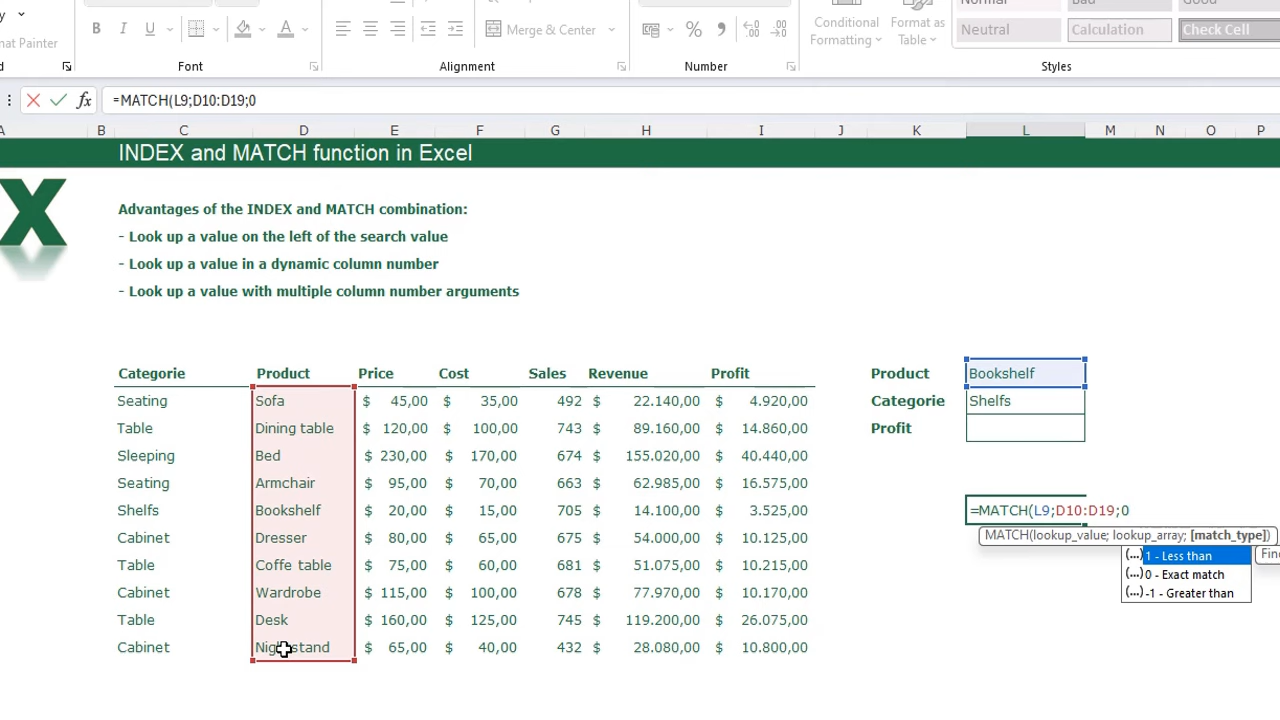 y
B I U
A
nat Painter
Merge & Center
%
Conditional Formatting
Format as Table
Normal Bad Good
Neutral Calculation Check Cell
d Font Alignment Number Styles
fx =MATCH(L9;D10:D19;0
A B C D E F G H I J K L M N O P
INDEX and MATCH function in Excel
X
Advantages of the INDEX and MATCH combination:
- Look up a value on the left of the search value
- Look up a value in a dynamic column number
- Look up a value with multiple column number arguments
Categorie Product Price Cost Sales Revenue Profit
Seating Sofa $ 45,00 $ 35,00 492 $ 22.140,00 $ 4.920,00
Table Dining table $ 120,00 $ 100,00 743 $ 89.160,00 $ 14.860,00
Sleeping Bed $ 230,00 $ 170,00 674 $ 155.020,00 $ 40.440,00
Seating Armchair $ 95,00 $ 70,00 663 $ 62.985,00 $ 16.575,00
Shelfs Bookshelf $ 20,00 $ 15,00 705 $ 14.100,00 $ 3.525,00
Cabinet Dresser $ 80,00 $ 65,00 675 $ 54.000,00 $ 10.125,00
Table Coffe table $ 75,00 $ 60,00 681 $ 51.075,00 $ 10.215,00
Cabinet Wardrobe $ 115,00 $ 100,00 678 $ 77.970,00 $ 10.170,00
Table Desk $ 160,00 $ 125,00 745 $ 119.200,00 $ 26.075,00
Cabinet Nightstand $ 65,00 $ 40,00 432 $ 28.080,00 $ 10.800,00
Product Bookshelf
Categorie Shelfs
Profit
=MATCH(L9;D10:D19;0
MATCH(lookup_value; lookup_array; [match_type])
(...) 1 - Less than
(...) 0 - Exact match
(...) -1 - Greater than
Fin